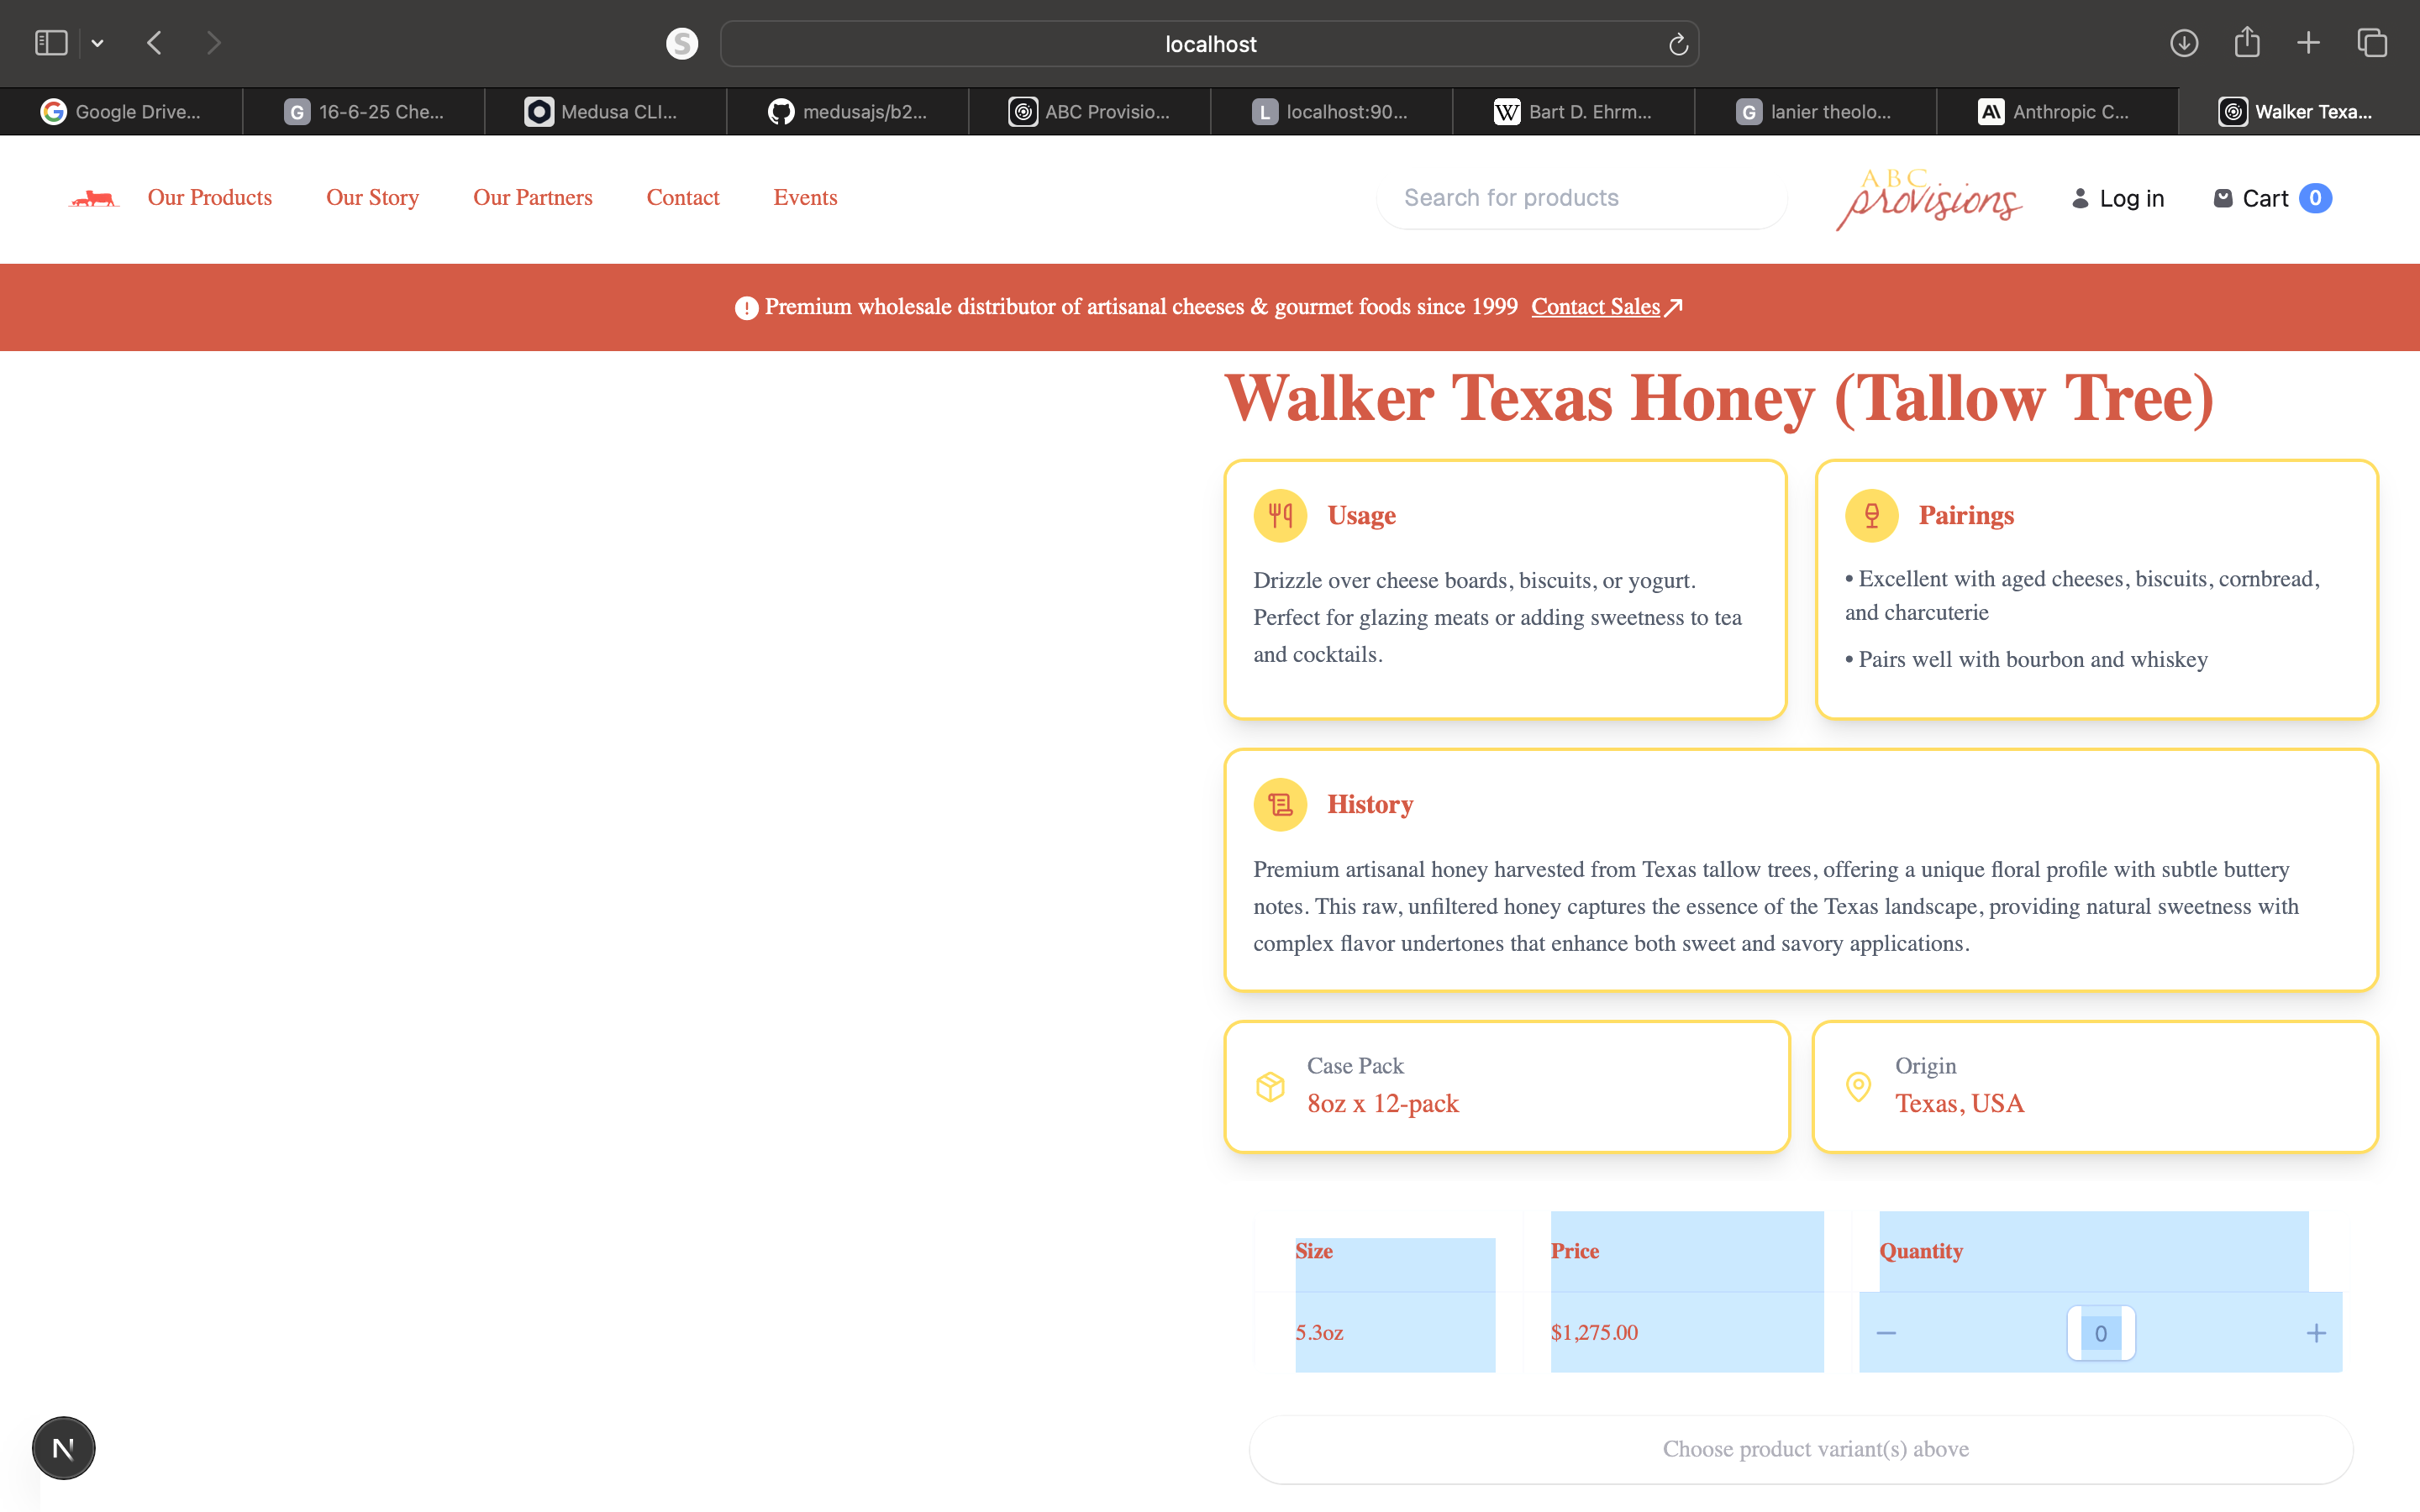 localhost
Google Drive...
16-6-25 Che...
Medusa CLI...
medusajs/b2...
ABC Provisio...
localhost:90...
Bart D. Ehrm...
lanier theolo...
Anthropic C...
Walker Texa...
Our Products
Our Story
Our Partners
Contact
Events
Search for products
ABC
provisions
Log in
Cart 0
Premium wholesale distributor of artisanal cheeses & gourmet foods since 1999 Contact Sales
Walker Texas Honey (Tallow Tree)
Usage
Drizzle over cheese boards, biscuits, or yogurt.
Perfect for glazing meats or adding sweetness to tea
and cocktails.
Pairings
• Excellent with aged cheeses, biscuits, cornbread,
and charcuterie
• Pairs well with bourbon and whiskey
History
Premium artisanal honey harvested from Texas tallow trees, offering a unique floral profile with subtle buttery
notes. This raw, unfiltered honey captures the essence of the Texas landscape, providing natural sweetness with
complex flavor undertones that enhance both sweet and savory applications.
Case Pack
8oz x 12-pack
Origin
Texas, USA
Size Price Quantity
5.3oz $1,275.00 − 0 +
Choose product variant(s) above
N